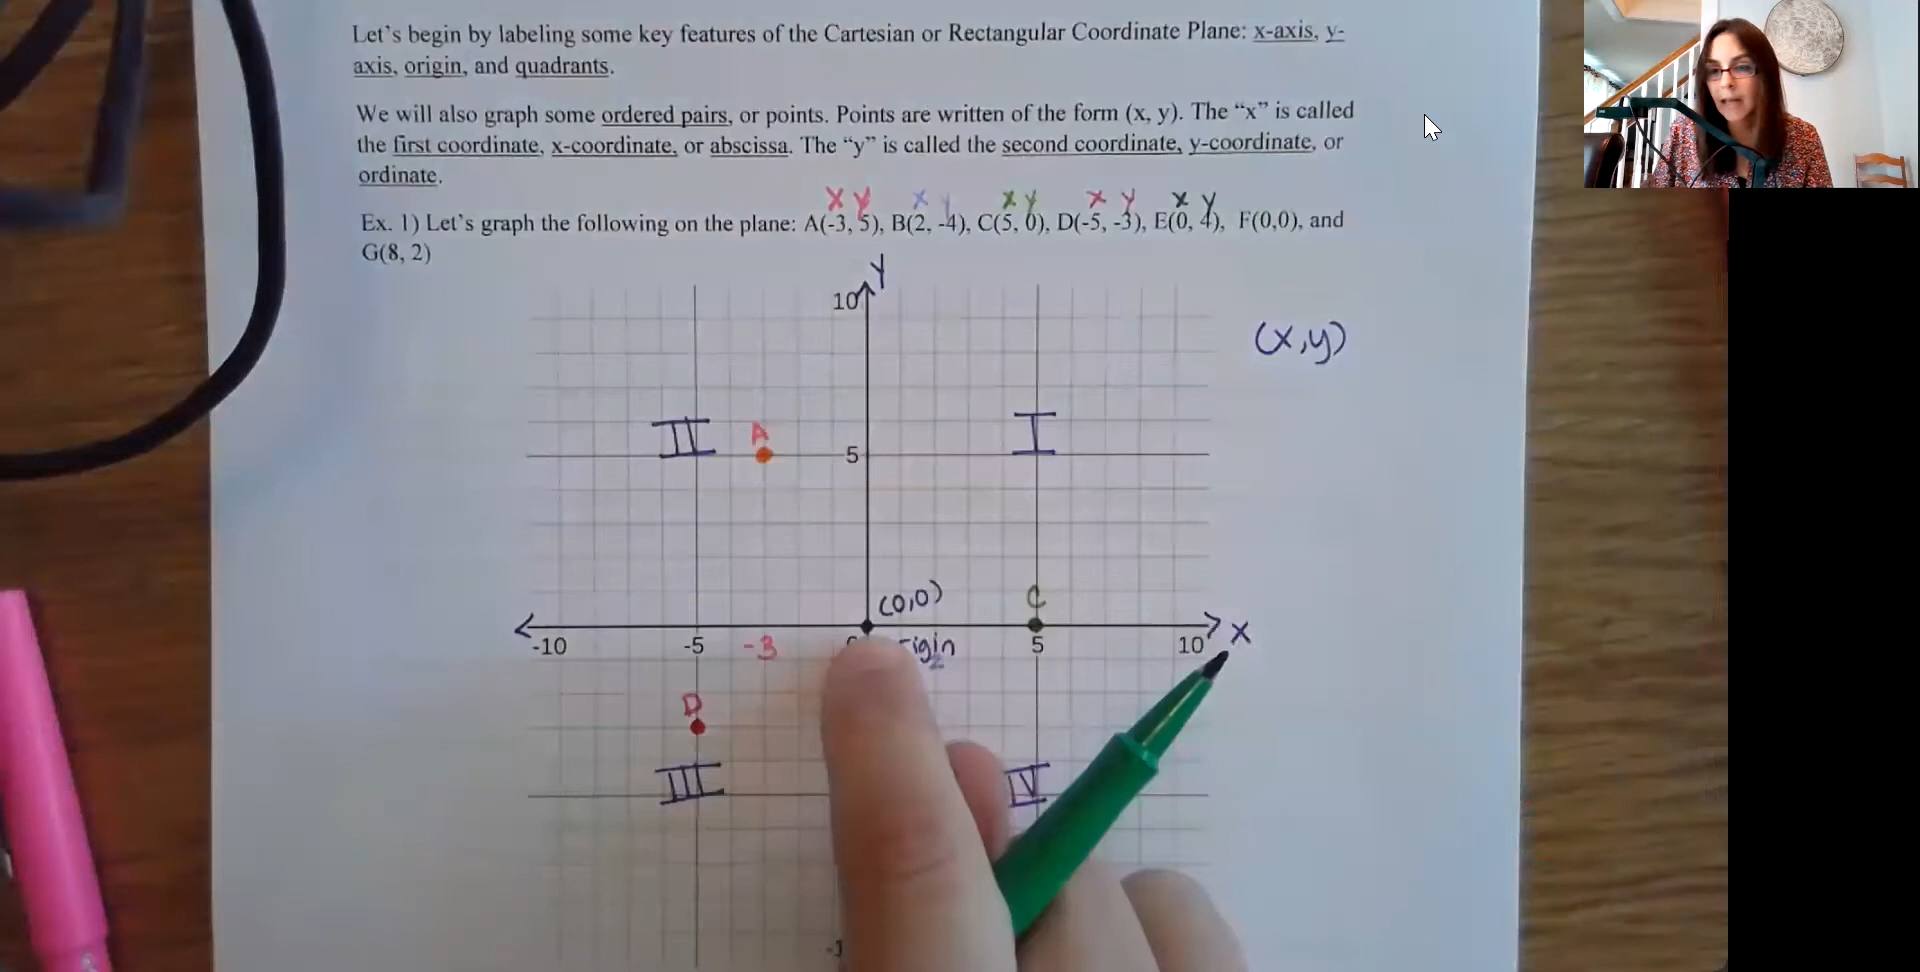 Let's begin by labeling some key features of the Cartesian or Rectangular Coordinate Plane: x-axis, y-
axis, origin, and quadrants.
We will also graph some ordered pairs, or points. Points are written of the form (x, y). The “x” is called
the first coordinate, x-coordinate, or abscissa. The “y” is called the second coordinate, y-coordinate, or
ordinate.
X Y X Y X Y X Y X Y
Ex. 1) Let's graph the following on the plane: A(-3, 5), B(2, -4), C(5, 0), D(-5, -3), E(0, 4), F(0,0), and
G(8, 2)
Y
10
(x,y)
II A I
5
(0,0) C
X
-10 -5 -3 5 10
D
III IV